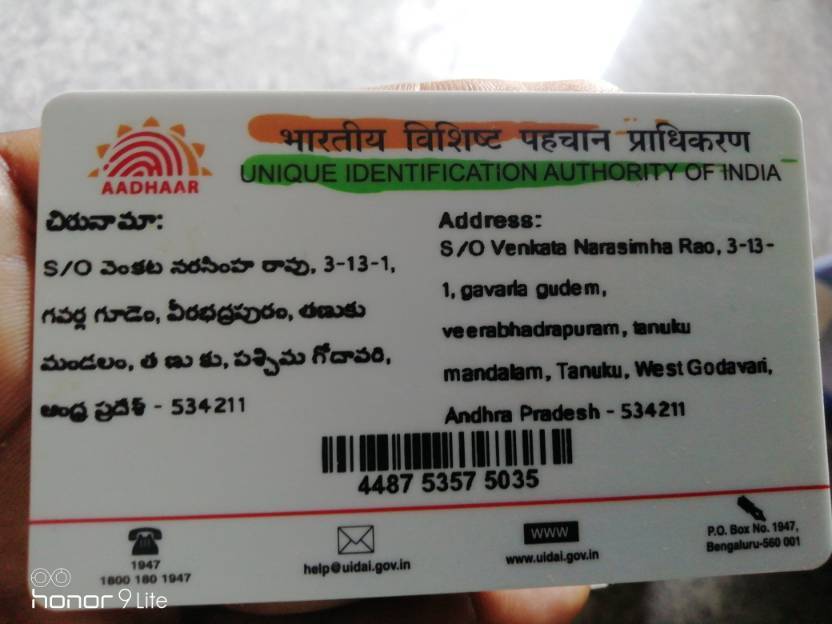 भारतीय विशिष्ट पहचान प्राधिकरण
UNIQUE IDENTIFICATION AUTHORITY OF INDIA
AADHAAR
చిరునామా:
S/O వెంకట నరసింహ రావు, 3-13-1,
గవర్ల గూడెం, వీరభద్రపురం, తణుకు
మండలం, త ణు కు, పశ్చిమ గోదావరి,
ఆంధ్ర ప్రదేశ్ - 534211
Address:
S/O Venkata Narasimha Rao, 3-13-
1, gavarla gudem,
veerabhadrapuram, tanuku
mandalam, Tanuku, West Godavari,
Andhra Pradesh - 534211
4487 5357 5035
1947
1800 180 1947
help@uidai.gov.in
WWW
www.uidai.gov.in
P.O. Box No. 1947,
Bengaluru-560 001
honor 9 Lite